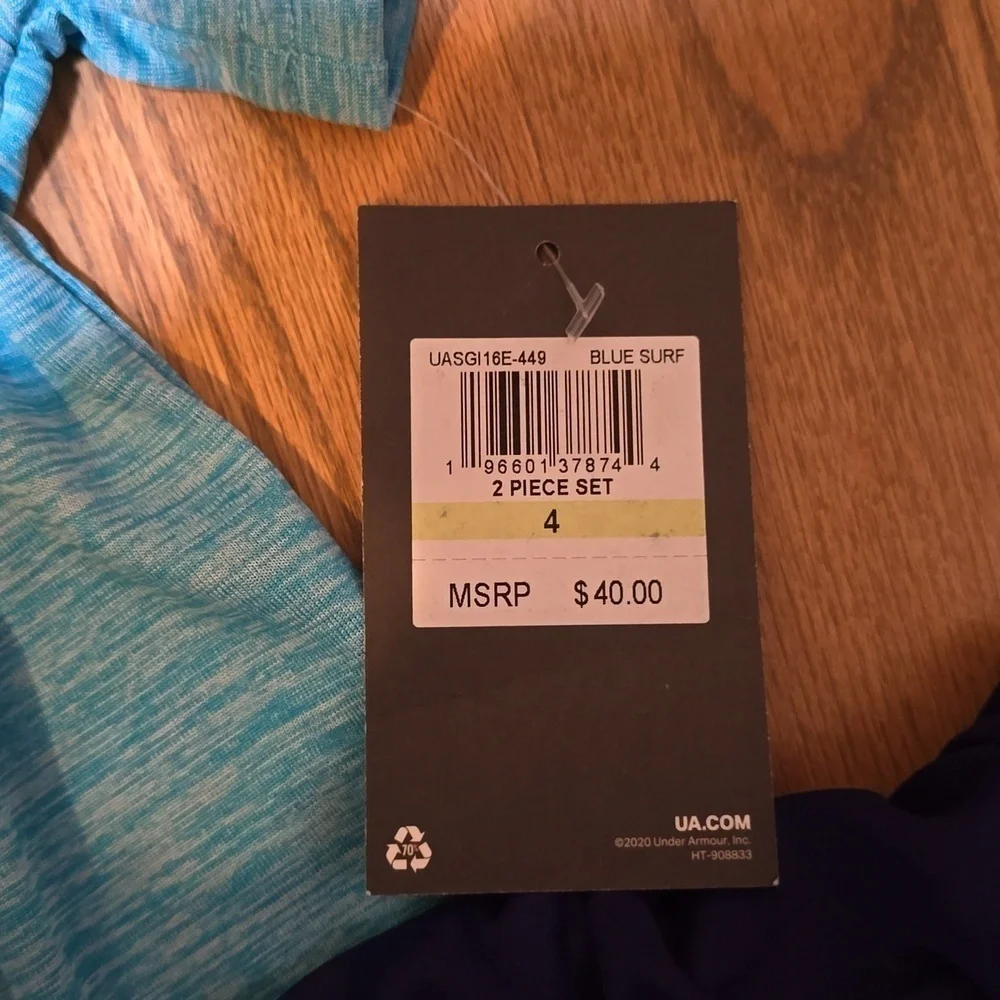 UASGI16E-449 BLUE SURF
1 96601 37874 4
2 PIECE SET
4
MSRP $40.00
70%
UA.COM
©2020 Under Armour, Inc.
HT-908833